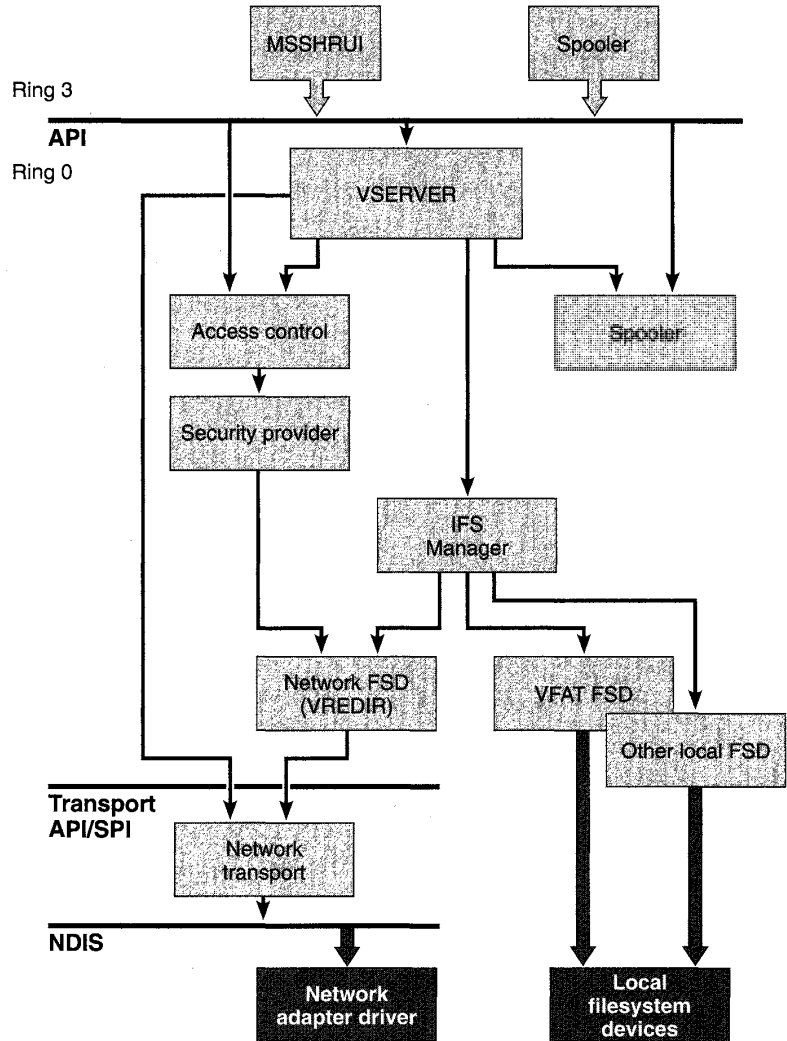 MSSHRUI
Spooler
Ring 3
API
Ring 0
VSERVER
Access control
Spooler
Security provider
IFS
Manager
Network FSD
(VREDIR)
VFAT FSD
Other local FSD
Transport
API/SPI
Network
transport
NDIS
Network
adapter driver
Local
filesystem
devices